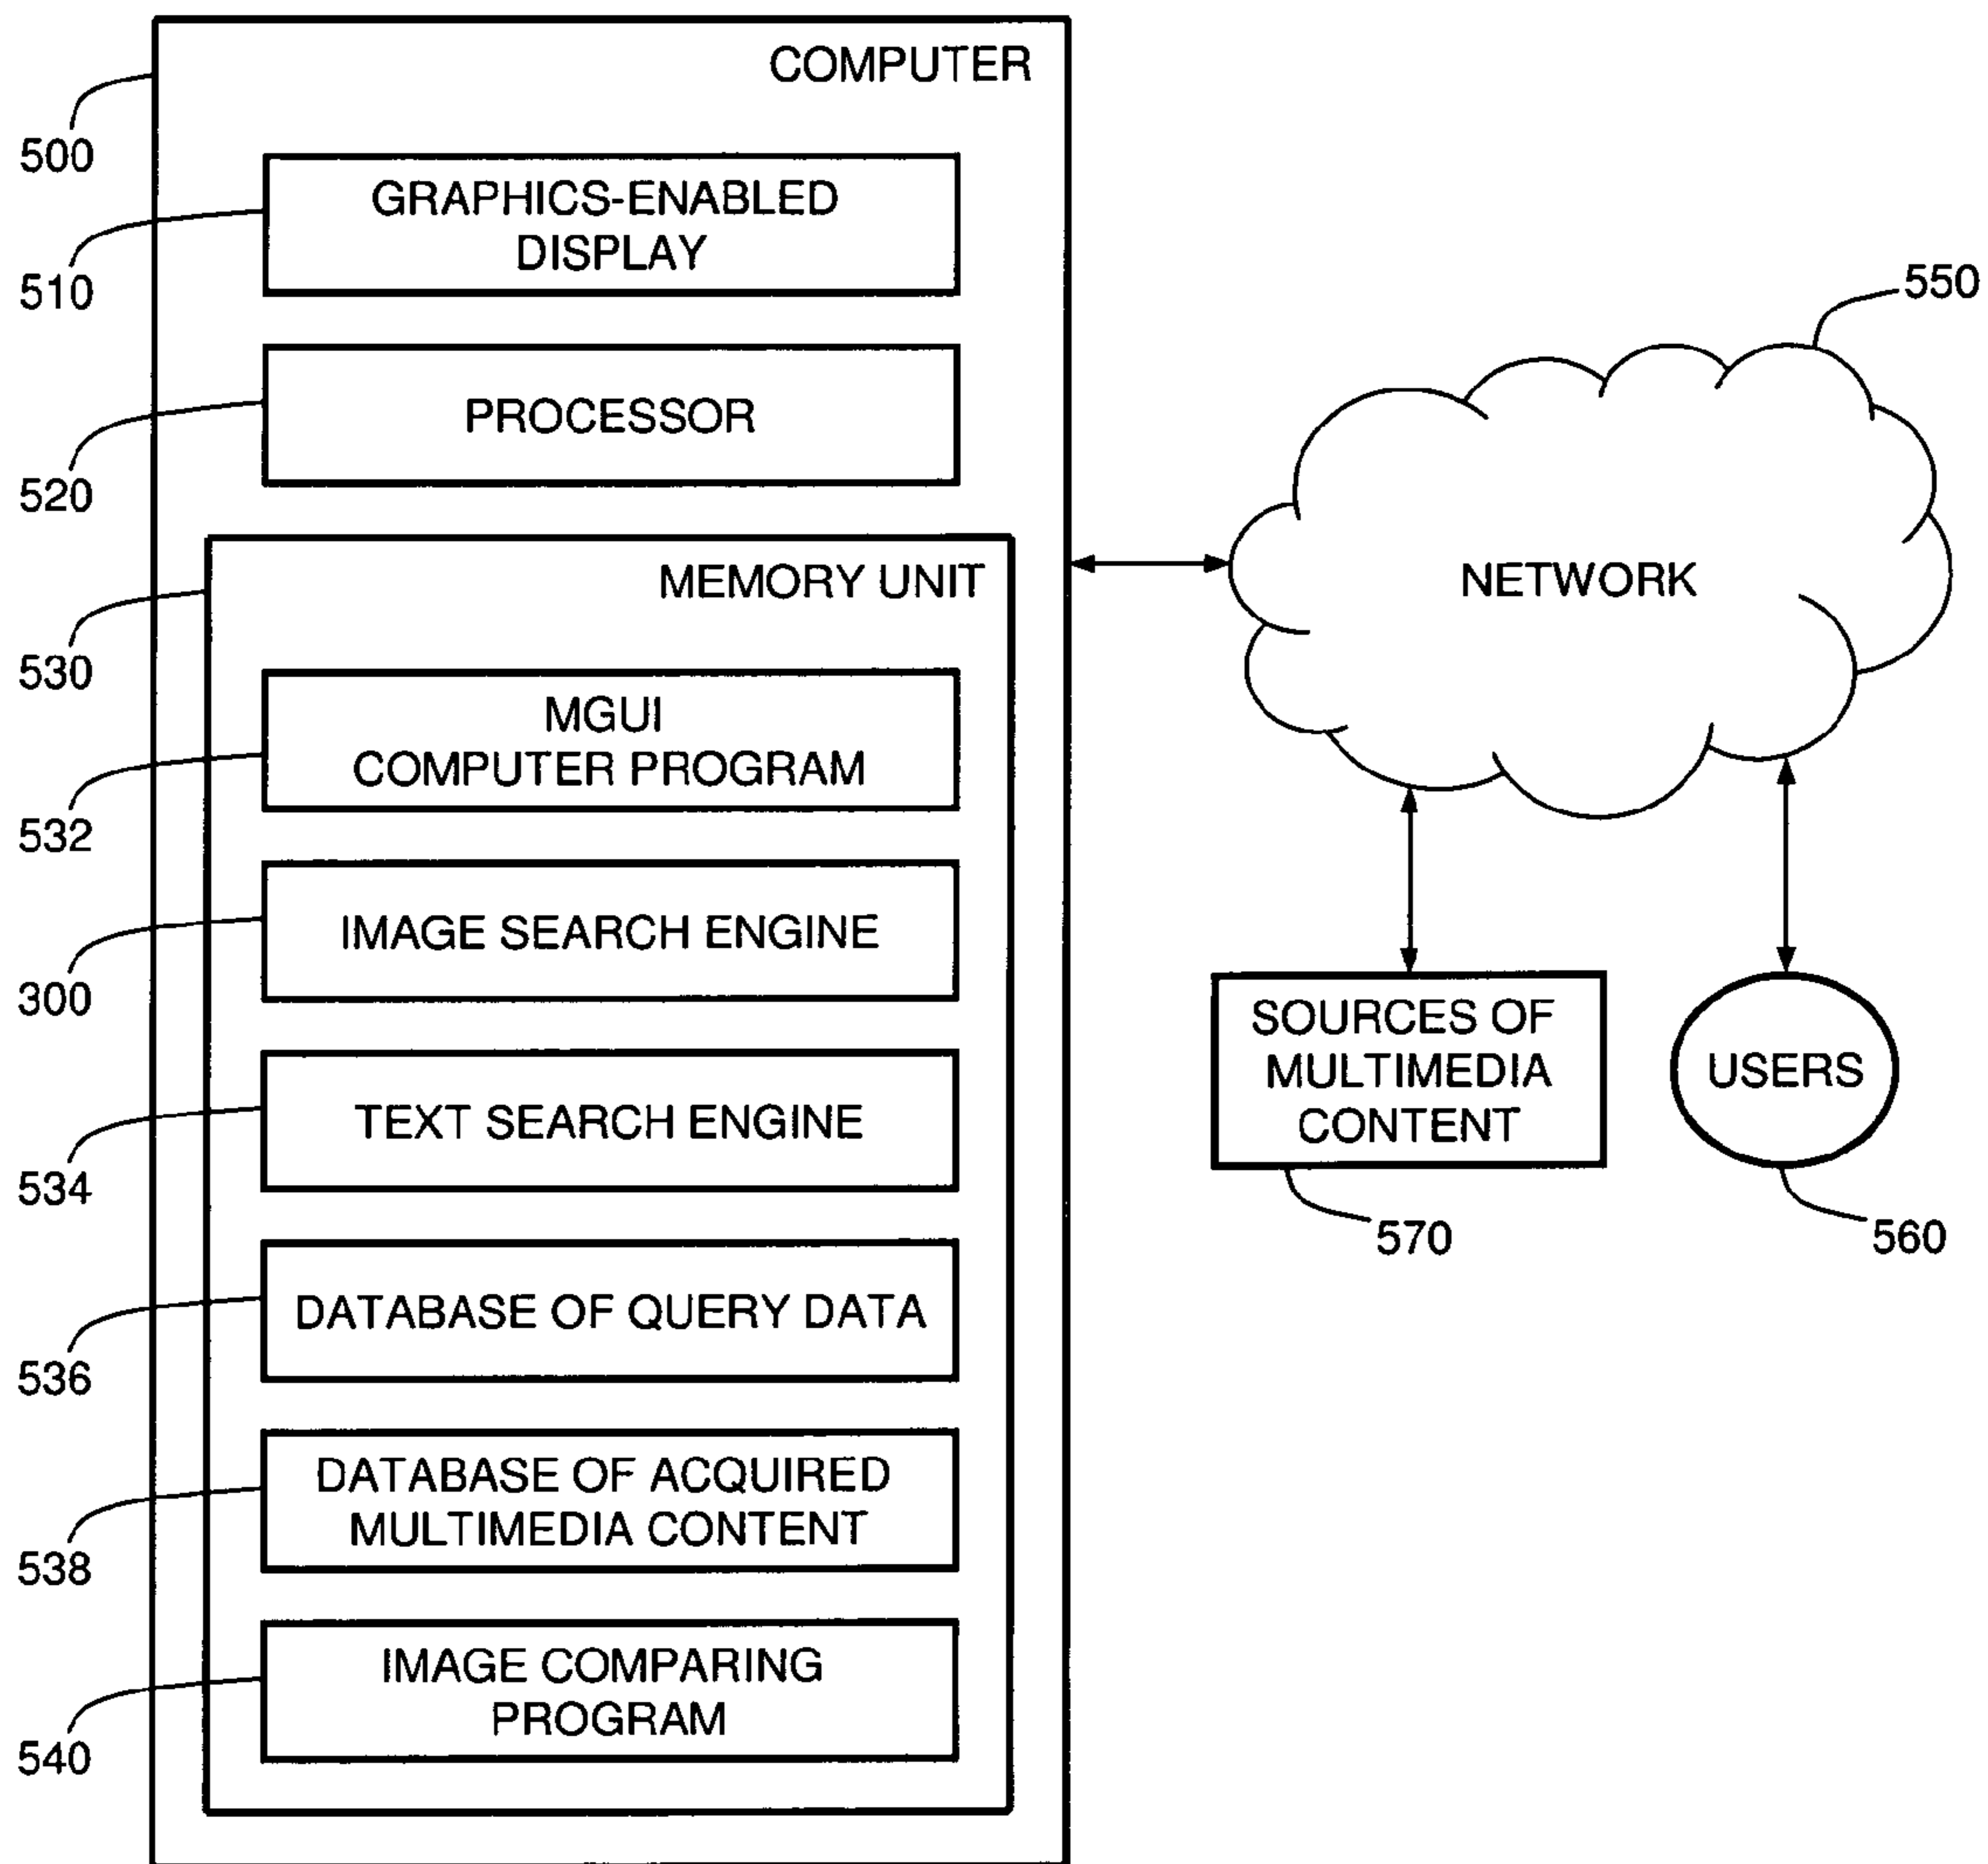 COMPUTER
500
GRAPHICS-ENABLED
DISPLAY
510
PROCESSOR
520
MEMORY UNIT
530
MGUI
COMPUTER PROGRAM
532
IMAGE SEARCH ENGINE
300
TEXT SEARCH ENGINE
534
DATABASE OF QUERY DATA
536
DATABASE OF ACQUIRED
MULTIMEDIA CONTENT
538
IMAGE COMPARING
PROGRAM
540
550
NETWORK
SOURCES OF
MULTIMEDIA
CONTENT
570
USERS
560